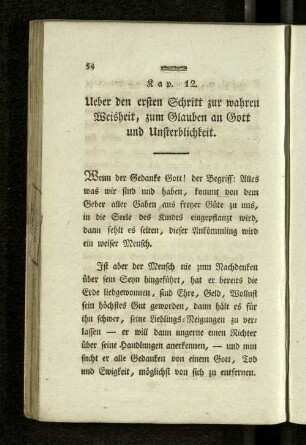 54
Kap. 12.
Ueber den ersten Schritt zur wahren
Weisheit, zum Glauben an Gott
und Unsterblichkeit.
Wenn der Gedanke Gott! der Begriff: Alles
was wir sind und haben, kommt von dem
Geber aller Gaben aus freyer Güte zu uns,
in die Seele des Kindes eingepflanzt wird,
dann fehlt es selten, dieser Ankömmling wird
ein weiser Mensch.
Ist aber der Mensch nie zum Nachdenken
über sein Seyn hingeführt, hat er bereits die
Erde liebgewonnen, sind Ehre, Geld, Wollust
sein höchstes Gut geworden, dann hält es für
ihn schwer, seine Lieblings-Neigungen zu ver-
lassen — er will dann ungerne einen Richter
über seine Handlungen anerkennen, — und nun
sucht er alle Gedanken von einem Gott, Tod
und Ewigkeit, möglichst von sich zu entfernen.